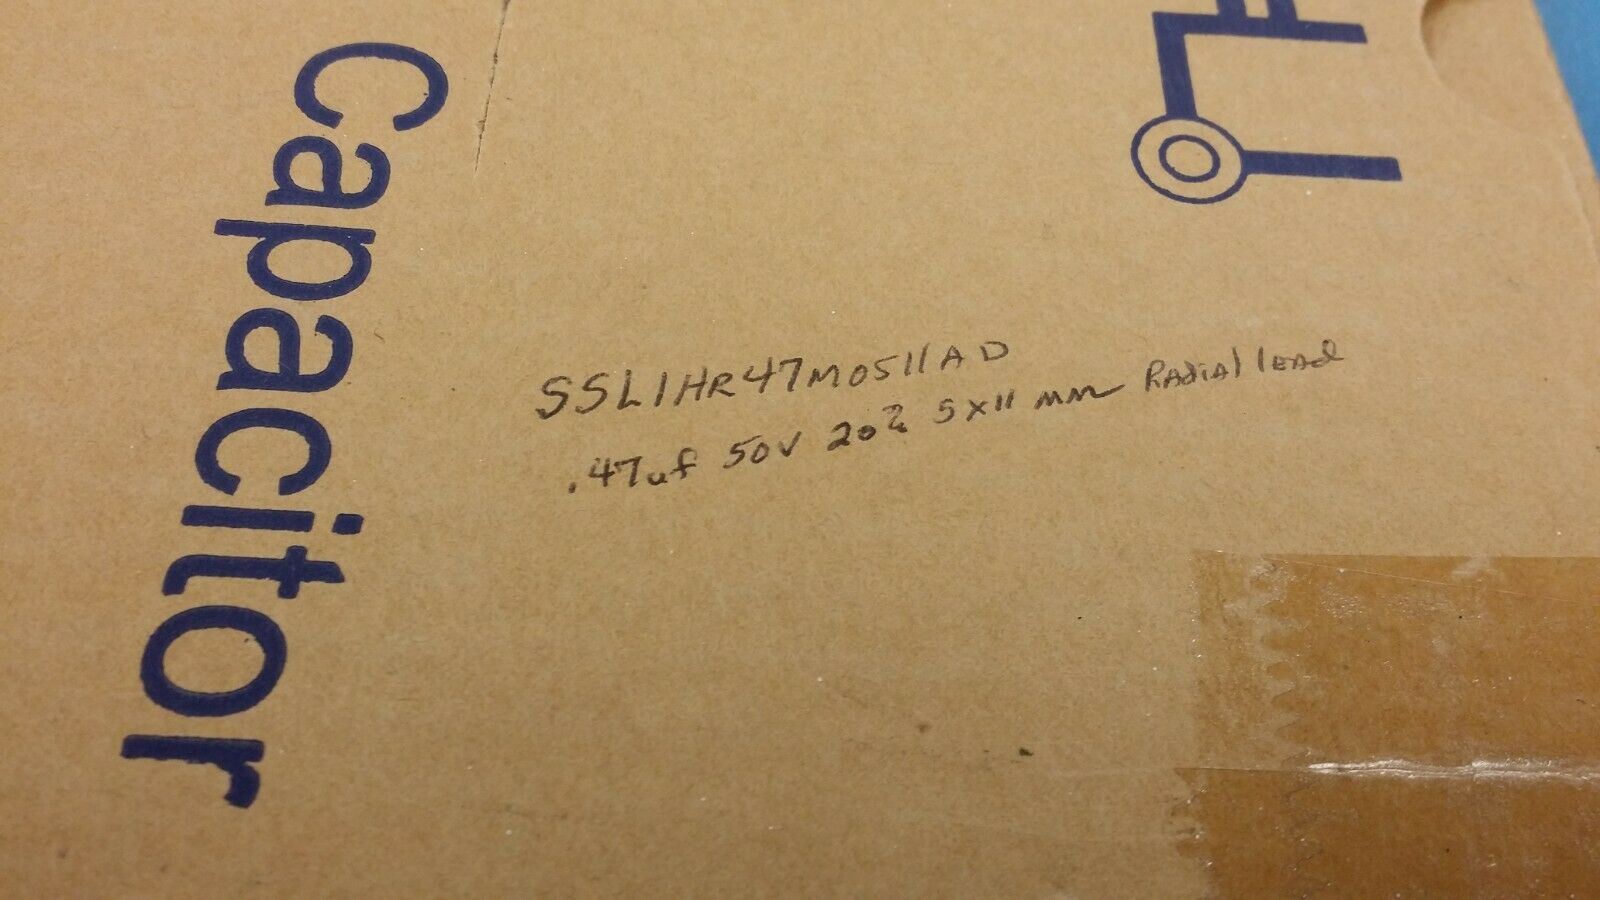 Capacitor
SSL1HR47M0511AD
.47uf 50V 20% 5x11 mm Radial lead